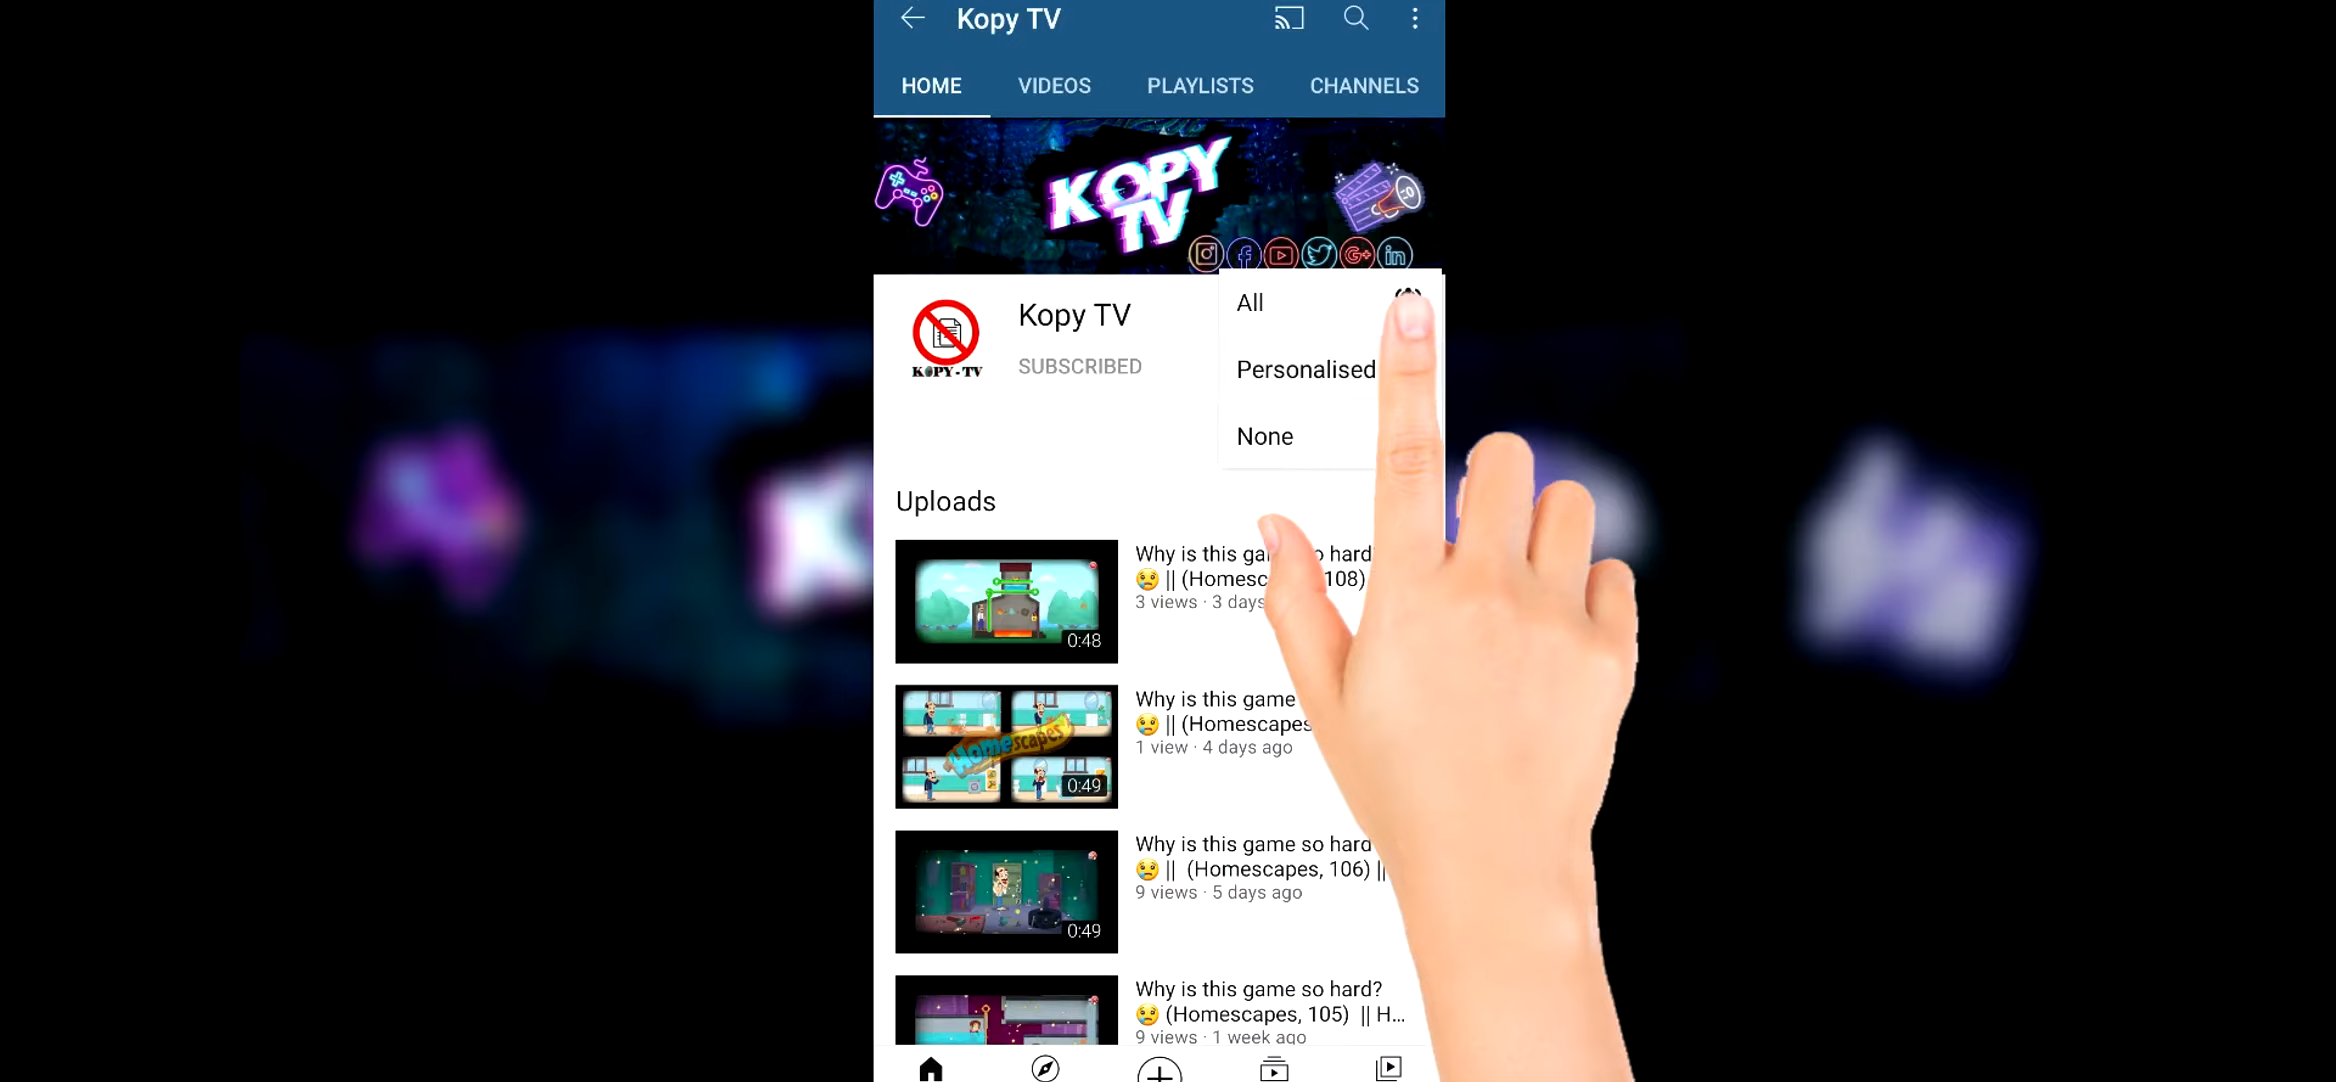 Kopy TV
HOME VIDEOS PLAYLISTS CHANNELS
KOPY
TV
All
Kopy TV
Personalised
SUBSCRIBED
KOPY-TV
None
Uploads
Why is this hard
😢 || (Homesc 108)
3 views · 3 days
0:48
Why is this game
😢 || (Homescapes
1 view · 4 days ago
Homescapes
0:49
Why is this game so hard
😢 || (Homescapes, 106) ||
9 views · 5 days ago
0:49
Why is this game so hard?
😢 (Homescapes, 105) || H...
9 views · 1 week ago